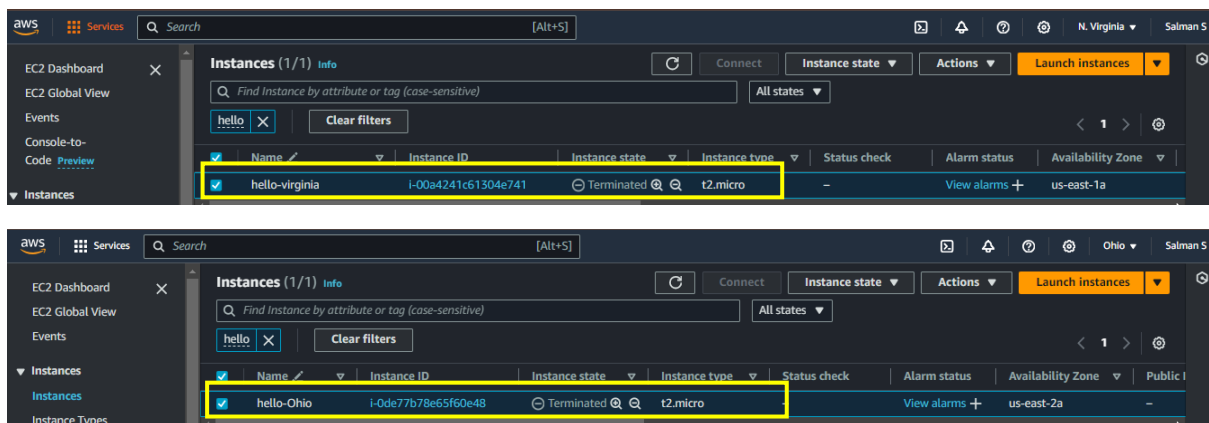 aws Services Search [Alt+S] N. Virginia Salman S
EC2 Dashboard
EC2 Global View
Events
Console-to-
Code Preview
Instances
Instances (1/1) Info
Connect Instance state Actions Launch instances
Find Instance by attribute or tag (case-sensitive) All states
hello Clear filters 1
Name Instance ID Instance state Instance type Status check Alarm status Availability Zone
hello-virginia i-00a4241c61304e741 Terminated t2.micro – View alarms + us-east-1a
aws Services Search [Alt+S] Ohio Salman S
EC2 Dashboard
EC2 Global View
Events
Instances
Instances
Instance Types
Instances (1/1) Info
Connect Instance state Actions Launch instances
Find Instance by attribute or tag (case-sensitive) All states
hello Clear filters 1
Name Instance ID Instance state Instance type Status check Alarm status Availability Zone Public I
hello-Ohio i-0de77b78e65f60e48 Terminated t2.micro – View alarms + us-east-2a –